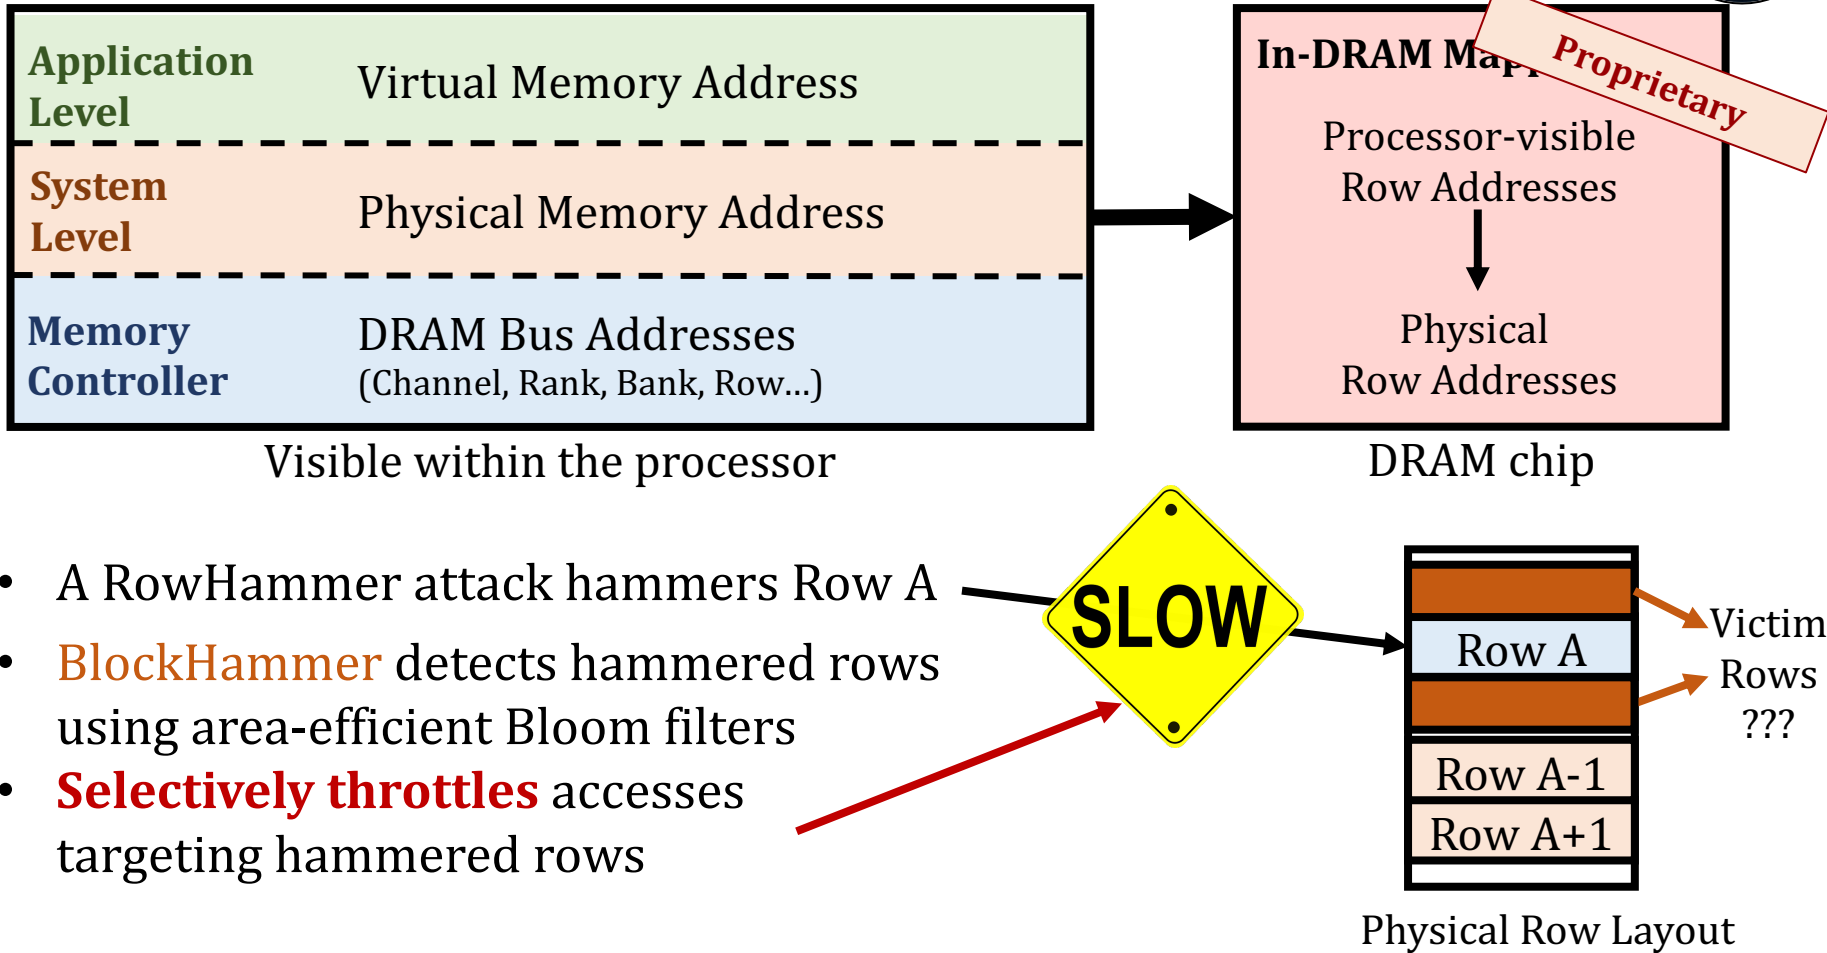 Application
Level
Virtual Memory Address
System
Level
Physical Memory Address
Memory
Controller
DRAM Bus Addresses
(Channel, Rank, Bank, Row...)
Visible within the processor
In-DRAM
Proprietary
Processor-visible
Row Addresses
Physical
Row Addresses
DRAM chip
• A RowHammer attack hammers Row A
• BlockHammer detects hammered rows
using area-efficient Bloom filters
• Selectively throttles accesses
targeting hammered rows
SLOW
Row A
Row A-1
Row A+1
Victim
Rows
???
Physical Row Layout